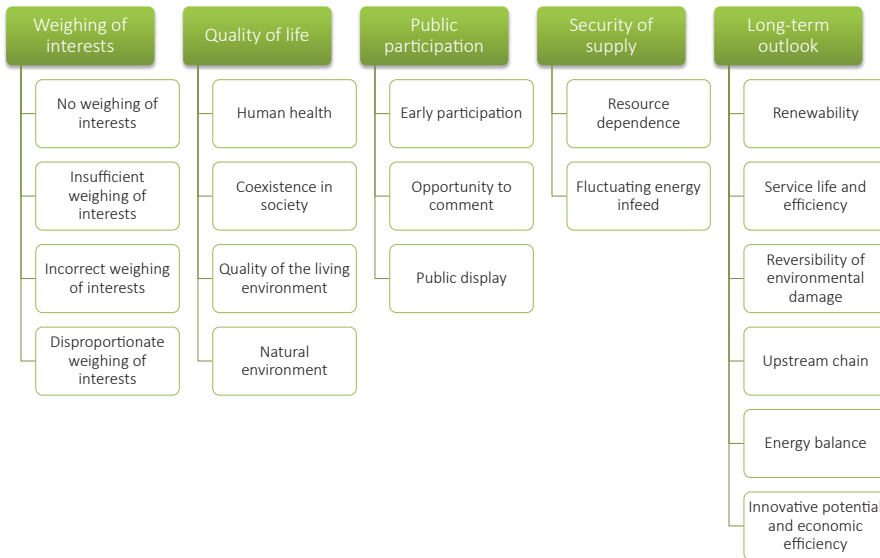 Weighing of
interests
No weighing of
interests
Insufficient
weighing of
interests
Incorrect weighing
of interests
Disproportionate
weighing of
interests
Quality of life
Human health
Coexistence in
society
Quality of the living
environment
Natural
environment
Public
participation
Early participation
Opportunity to
comment
Public display
Security of
supply
Resource
dependence
Fluctuating energy
infeed
Long-term
outlook
Renewability
Service life and
efficiency
Reversibility of
environmental
damage
Upstream chain
Energy balance
Innovative potential
and economic
efficiency